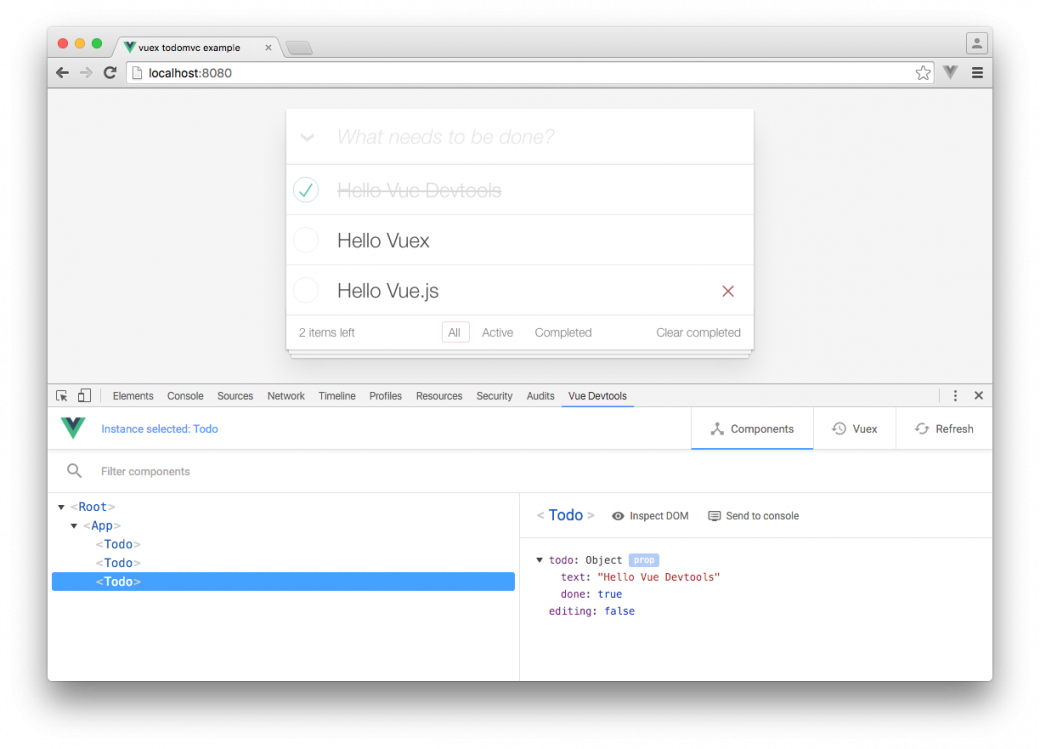 vuex todomvc example
localhost:8080
What needs to be done?
Hello Vue Devtools
Hello Vuex
Hello Vue.js
2 items left All Active Completed Clear completed
Elements Console Sources Network Timeline Profiles Resources Security Audits Vue Devtools
Instance selected: Todo Components Vuex Refresh
Filter components
<Root>
<App>
<Todo>
<Todo>
<Todo>
< Todo > Inspect DOM Send to console
todo: Object prop
text: "Hello Vue Devtools"
done: true
editing: false